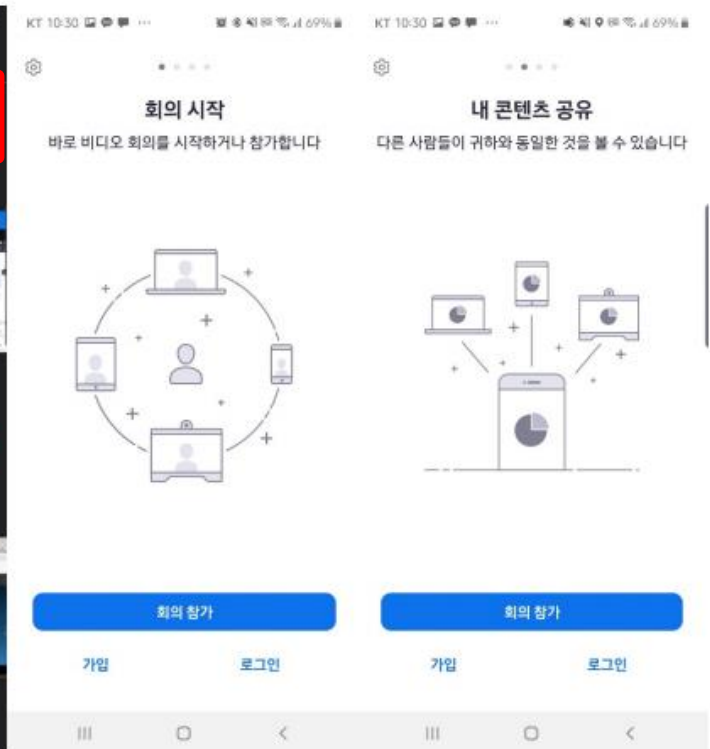 KT 10:30 ··· 69%
회의 시작
바로 비디오 회의를 시작하거나 참가합니다
회의 참가
가입 로그인
KT 10:30 ··· 69%
내 콘텐츠 공유
다른 사람들이 귀하와 동일한 것을 볼 수 있습니다
회의 참가
가입 로그인